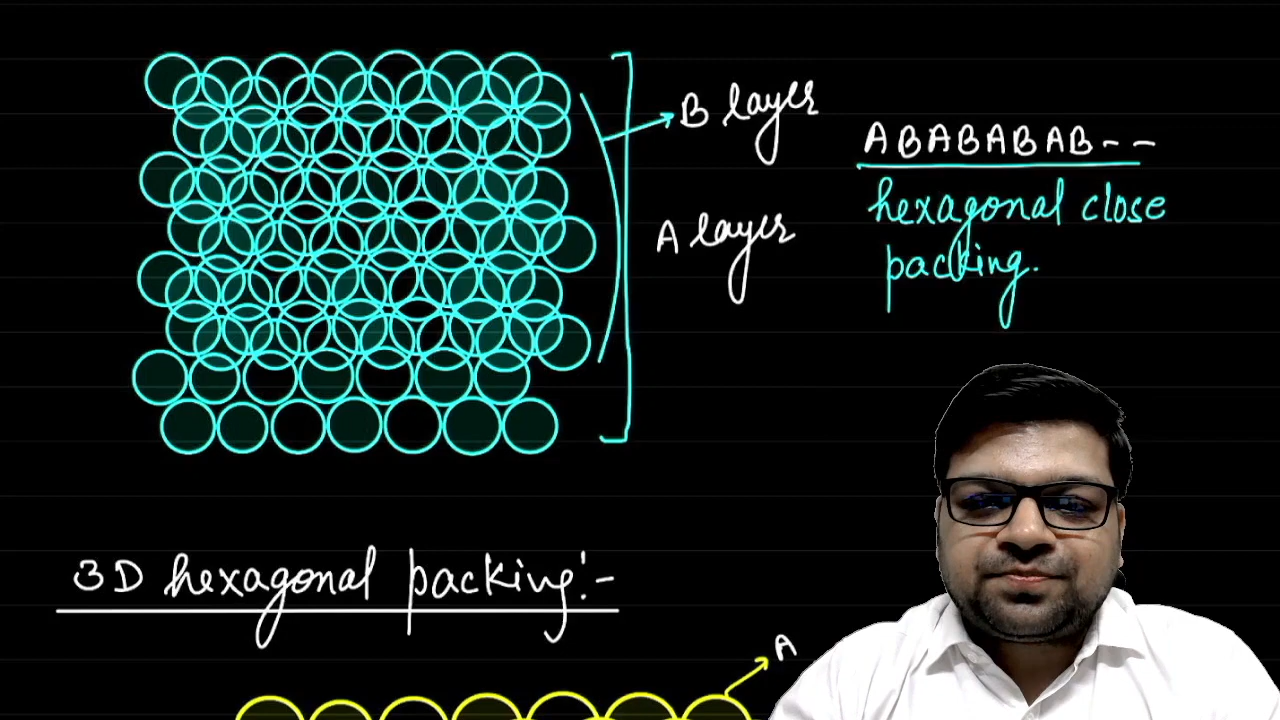 B layer
A layer
ABABABAB--
hexagonal close
packing.
3D hexagonal packing:-
A